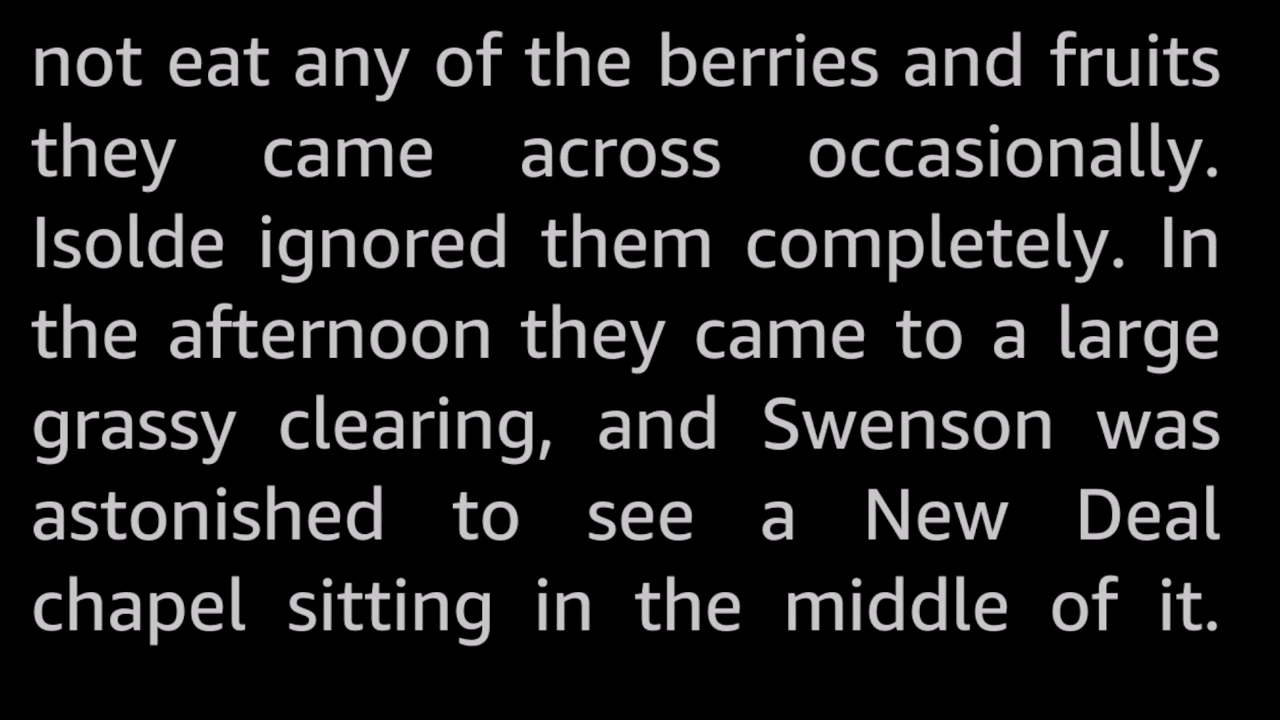 not eat any of the berries and fruits
they came across occasionally.
Isolde ignored them completely. In
the afternoon they came to a large
grassy clearing, and Swenson was
astonished to see a New Deal
chapel sitting in the middle of it.